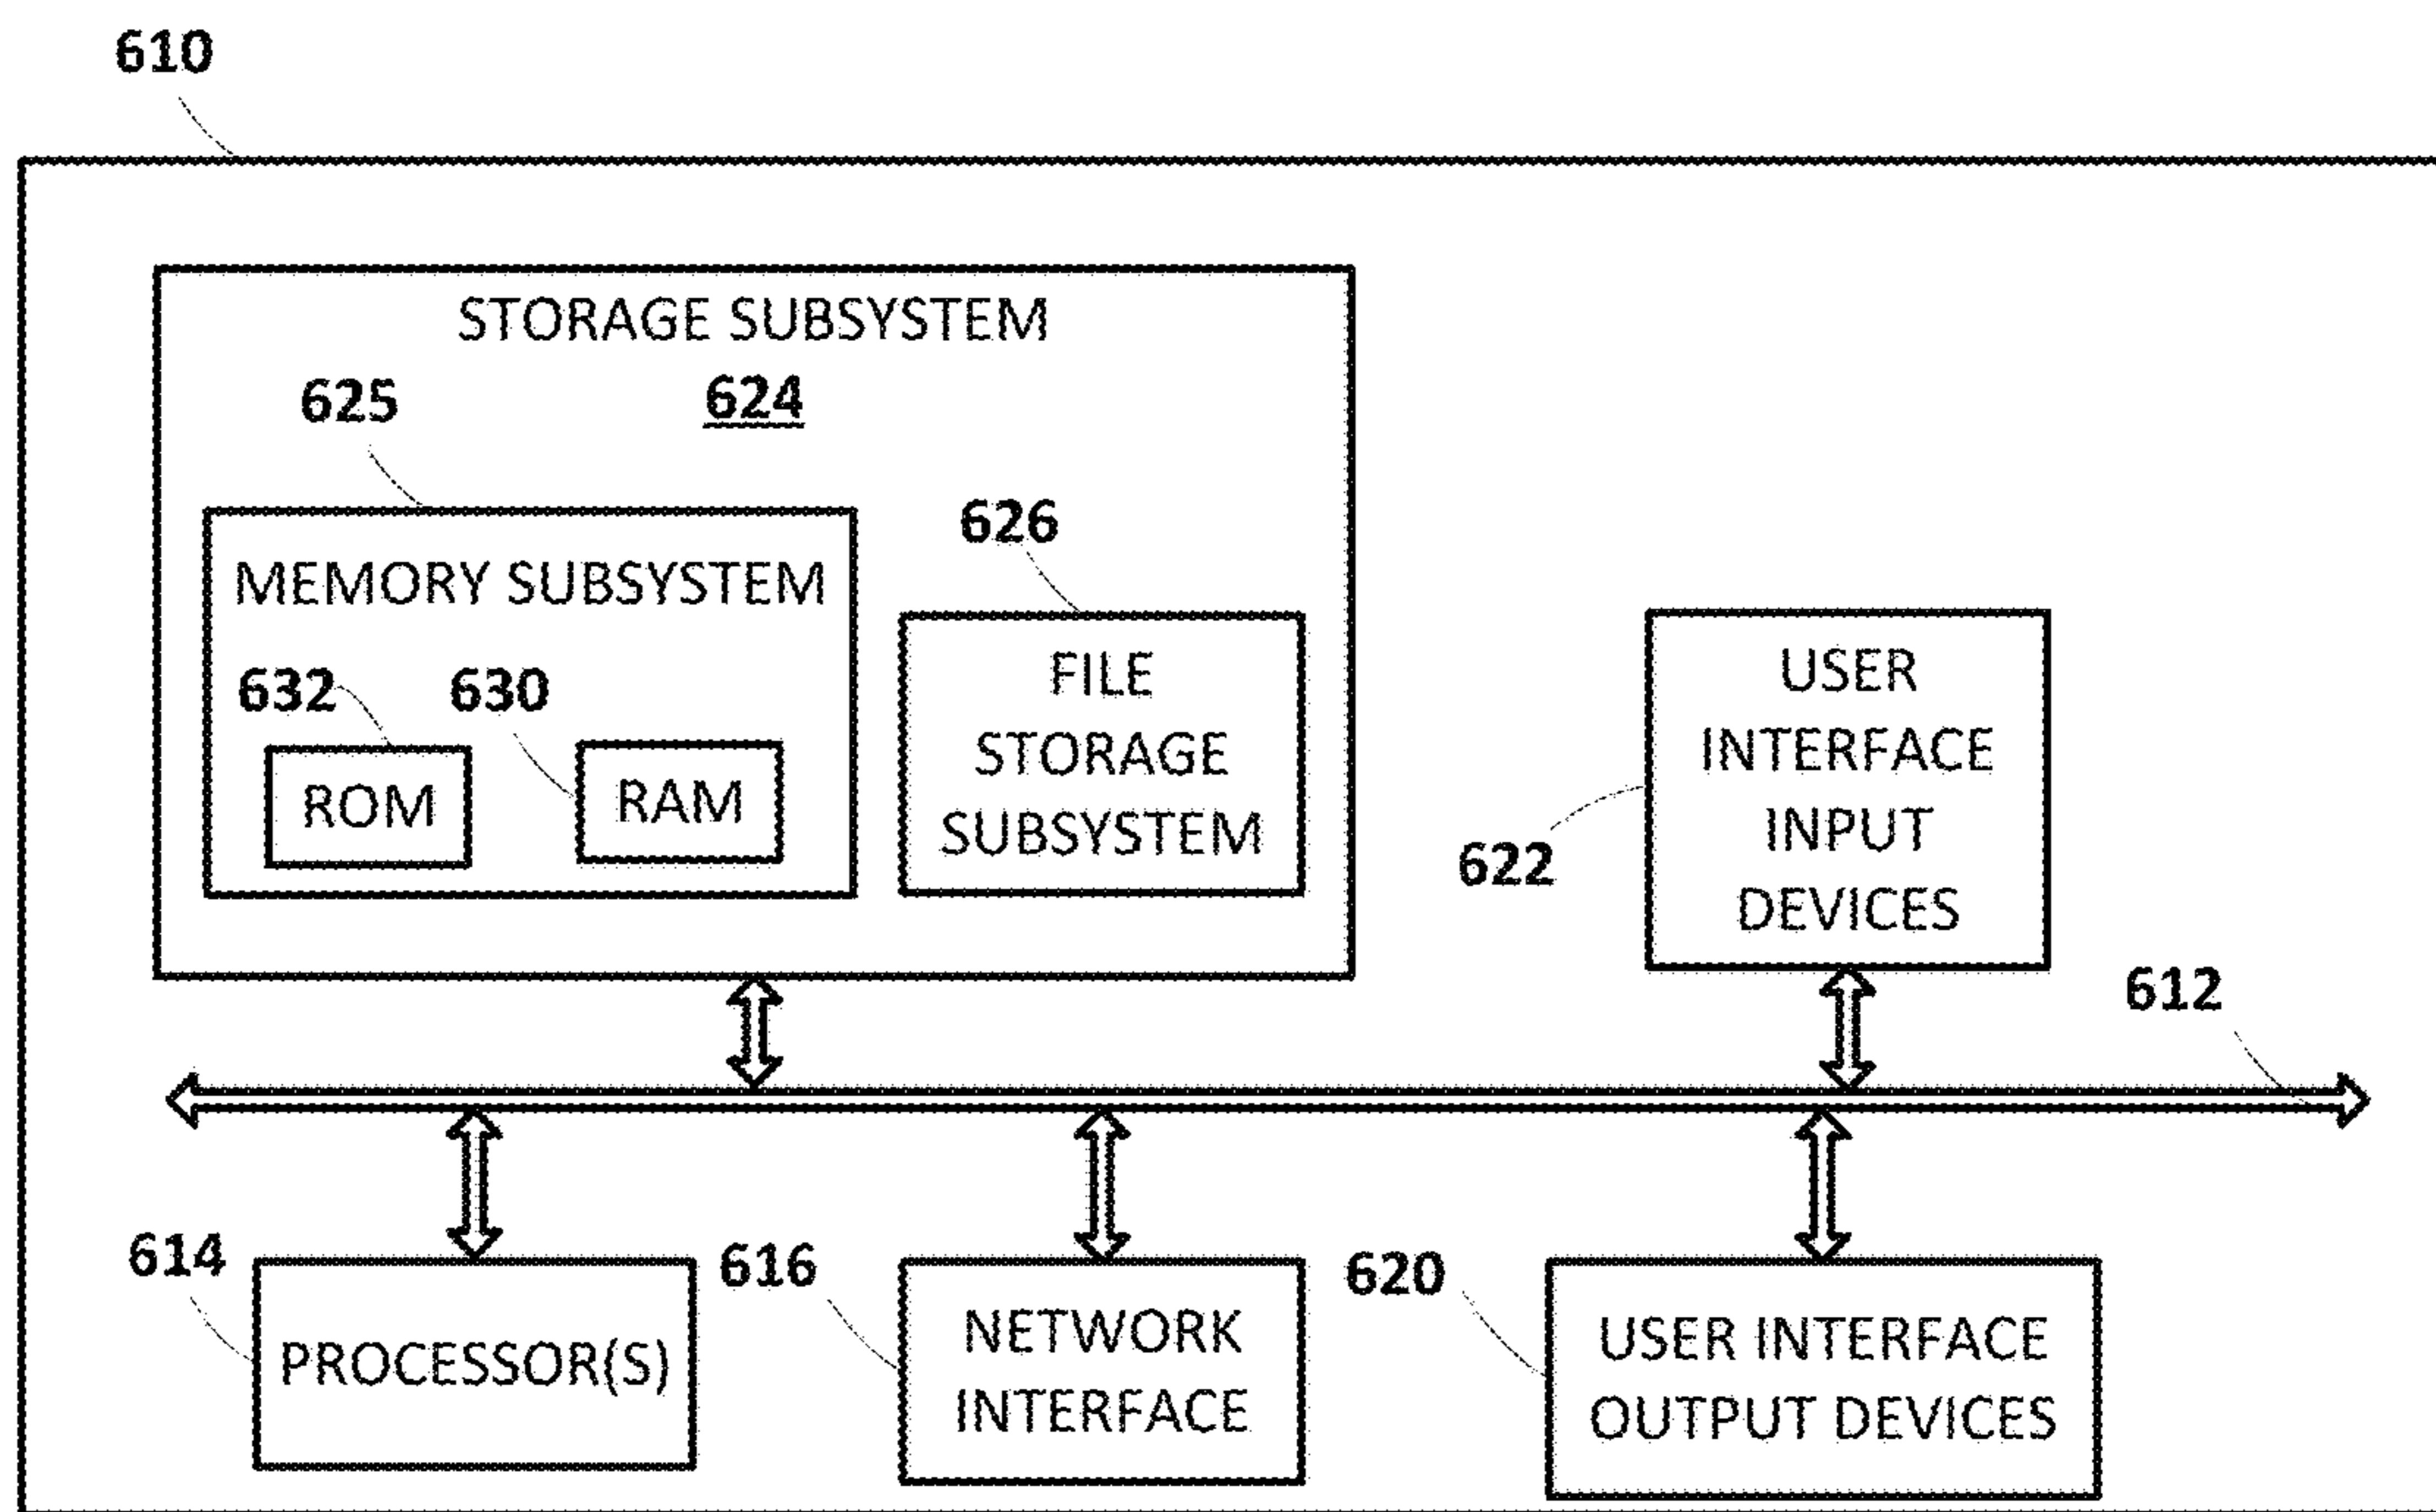 610
STORAGE SUBSYSTEM
624
625
MEMORY SUBSYSTEM
632
630
ROM
RAM
626
FILE
STORAGE
SUBSYSTEM
USER
INTERFACE
INPUT
DEVICES
622
612
614
PROCESSOR(S)
616
NETWORK
INTERFACE
620
USER INTERFACE
OUTPUT DEVICES